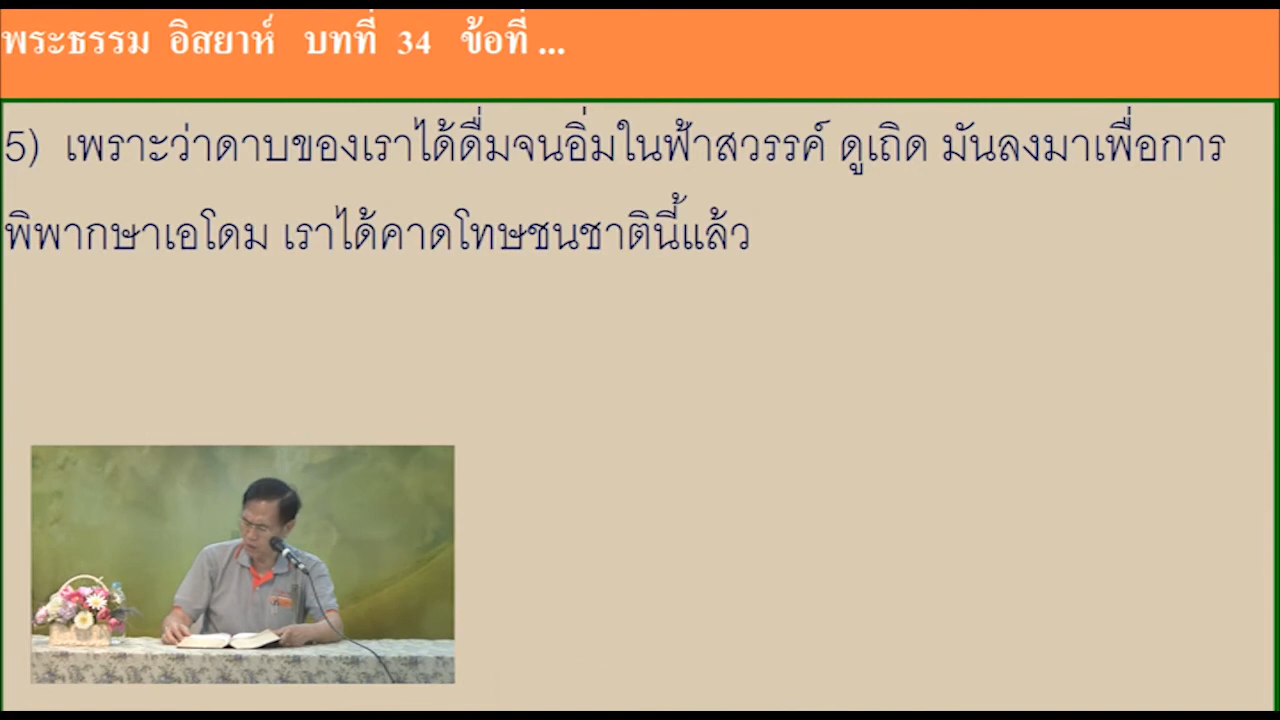 พระธรรม อิสยาห์ บทที่ 34 ข้อที่ ...
5) เพราะว่าดาบของเราได้ดื่มจนอิ่มในฟ้าสวรรค์ ดูเถิด มันลงมาเพื่อการ
พิพากษาเอโดม เราได้คาดโทษชนชาตินี้แล้ว